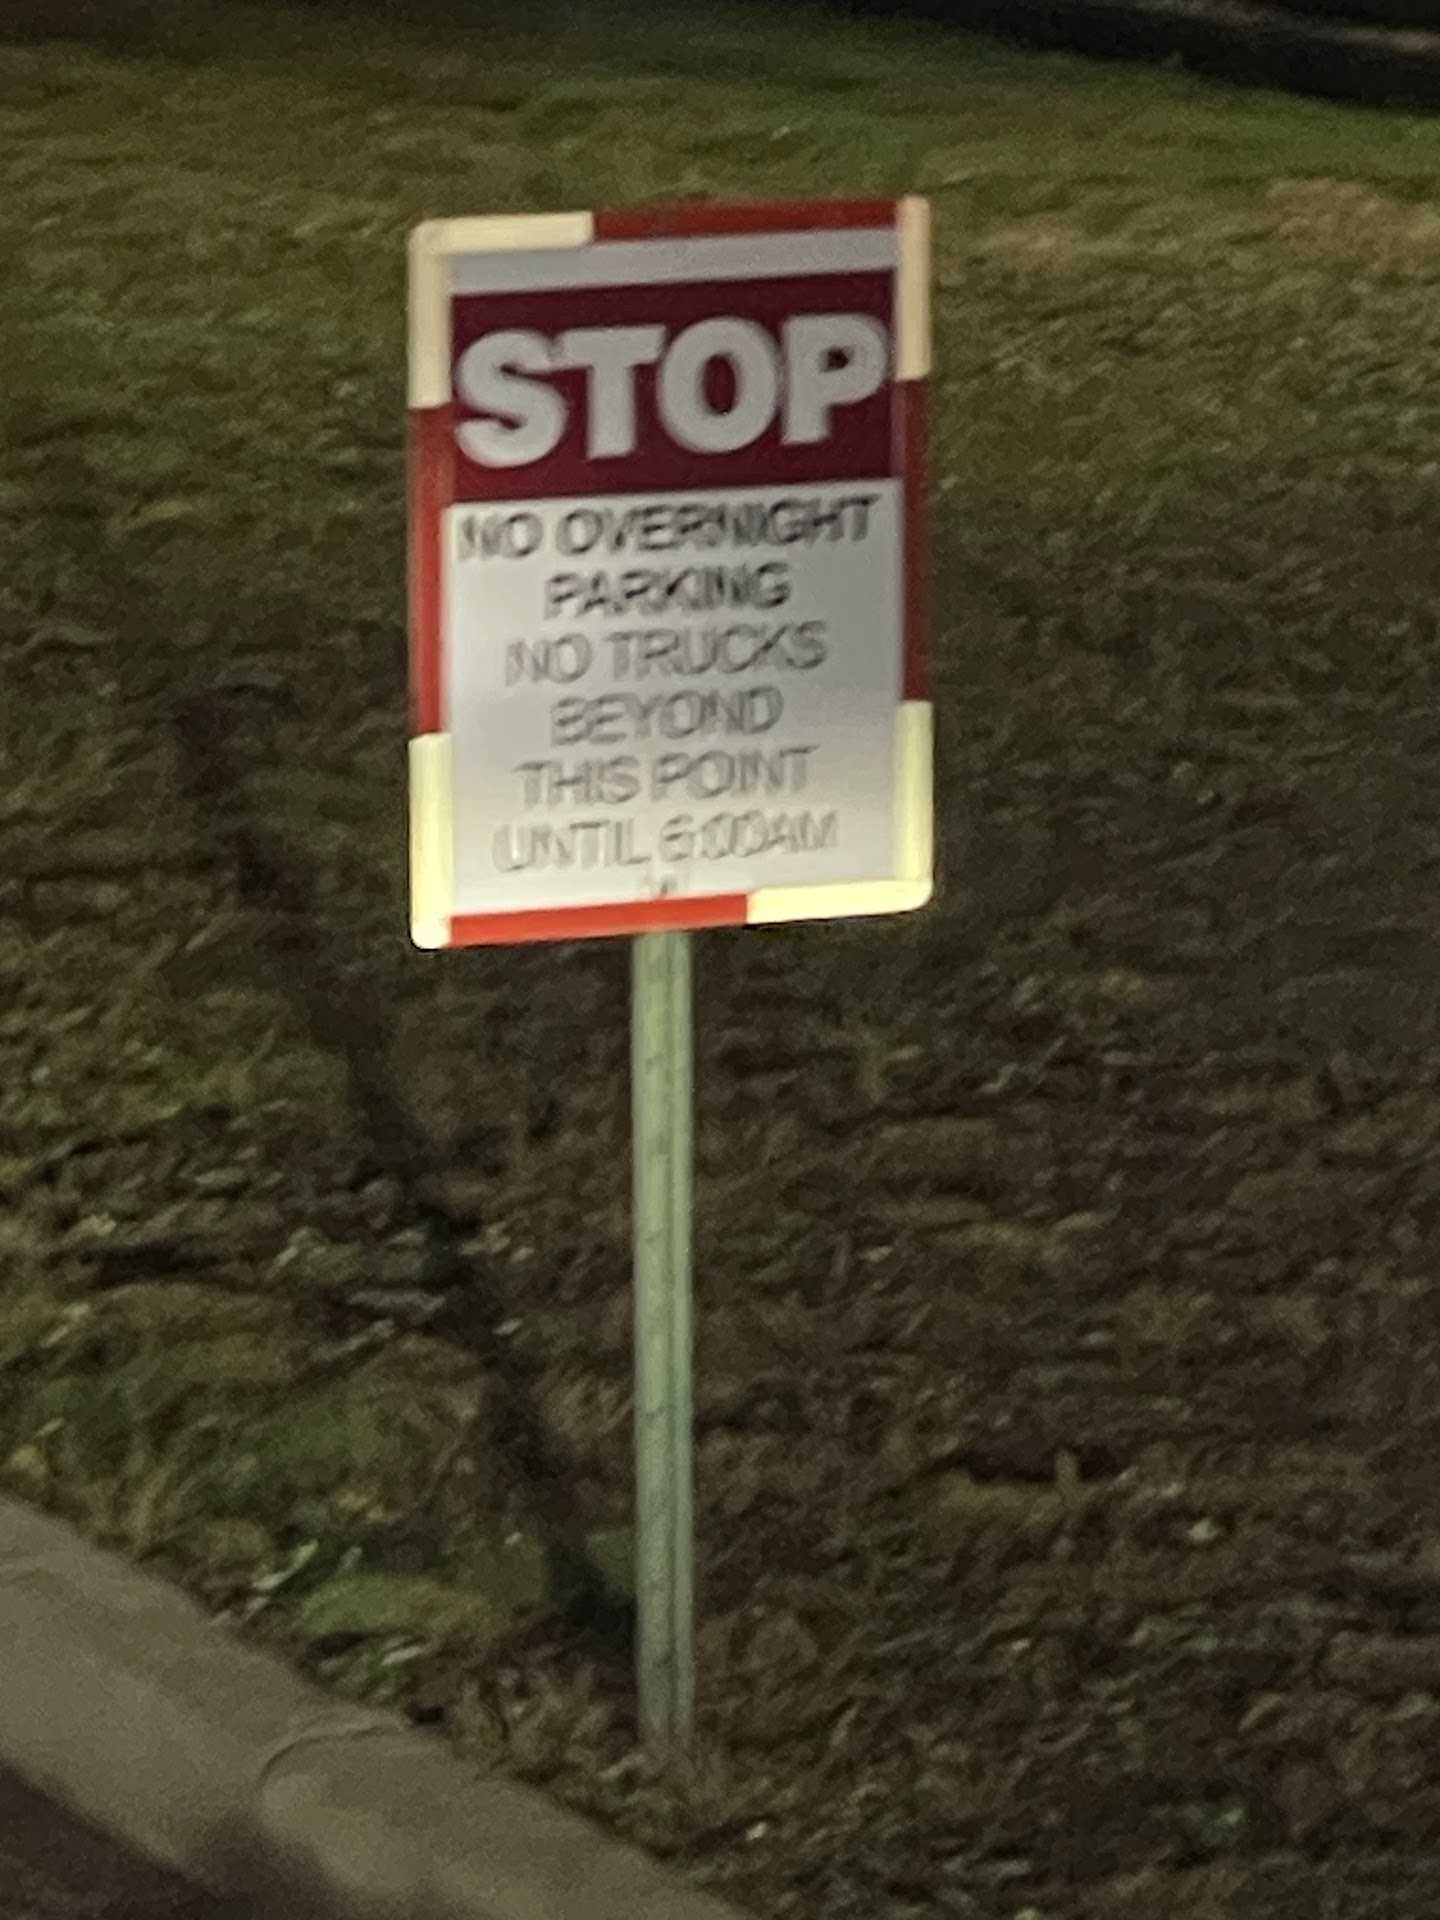 STOP
NO OVERNIGHT
PARKING
NO TRUCKS
BEYOND
THIS POINT
UNTIL 6:00AM